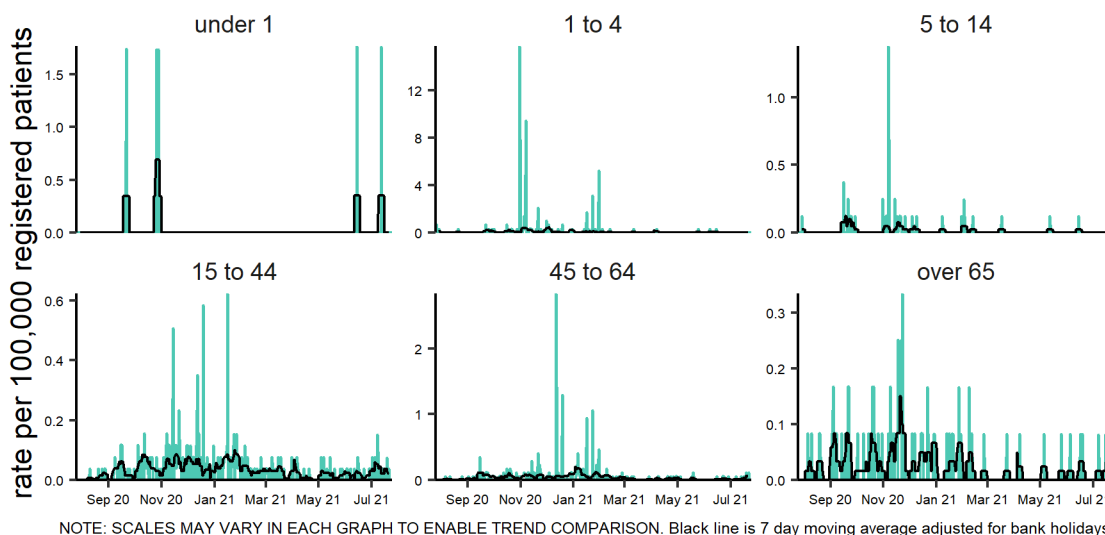 rate per 100,000 registered patients
under 1
1 to 4
5 to 14
1.5
1.0
0.5
0.0
12
8
4
0
1.0
0.5
0.0
15 to 44
45 to 64
over 65
0.6
0.4
0.2
0.0
2
1
0
0.3
0.2
0.1
0.0
Sep 20 Nov 20 Jan 21 Mar 21 May 21 Jul 21
Sep 20 Nov 20 Jan 21 Mar 21 May 21 Jul 21
Sep 20 Nov 20 Jan 21 Mar 21 May 21 Jul 2
NOTE: SCALES MAY VARY IN EACH GRAPH TO ENABLE TREND COMPARISON. Black line is 7 day moving average adjusted for bank holidays